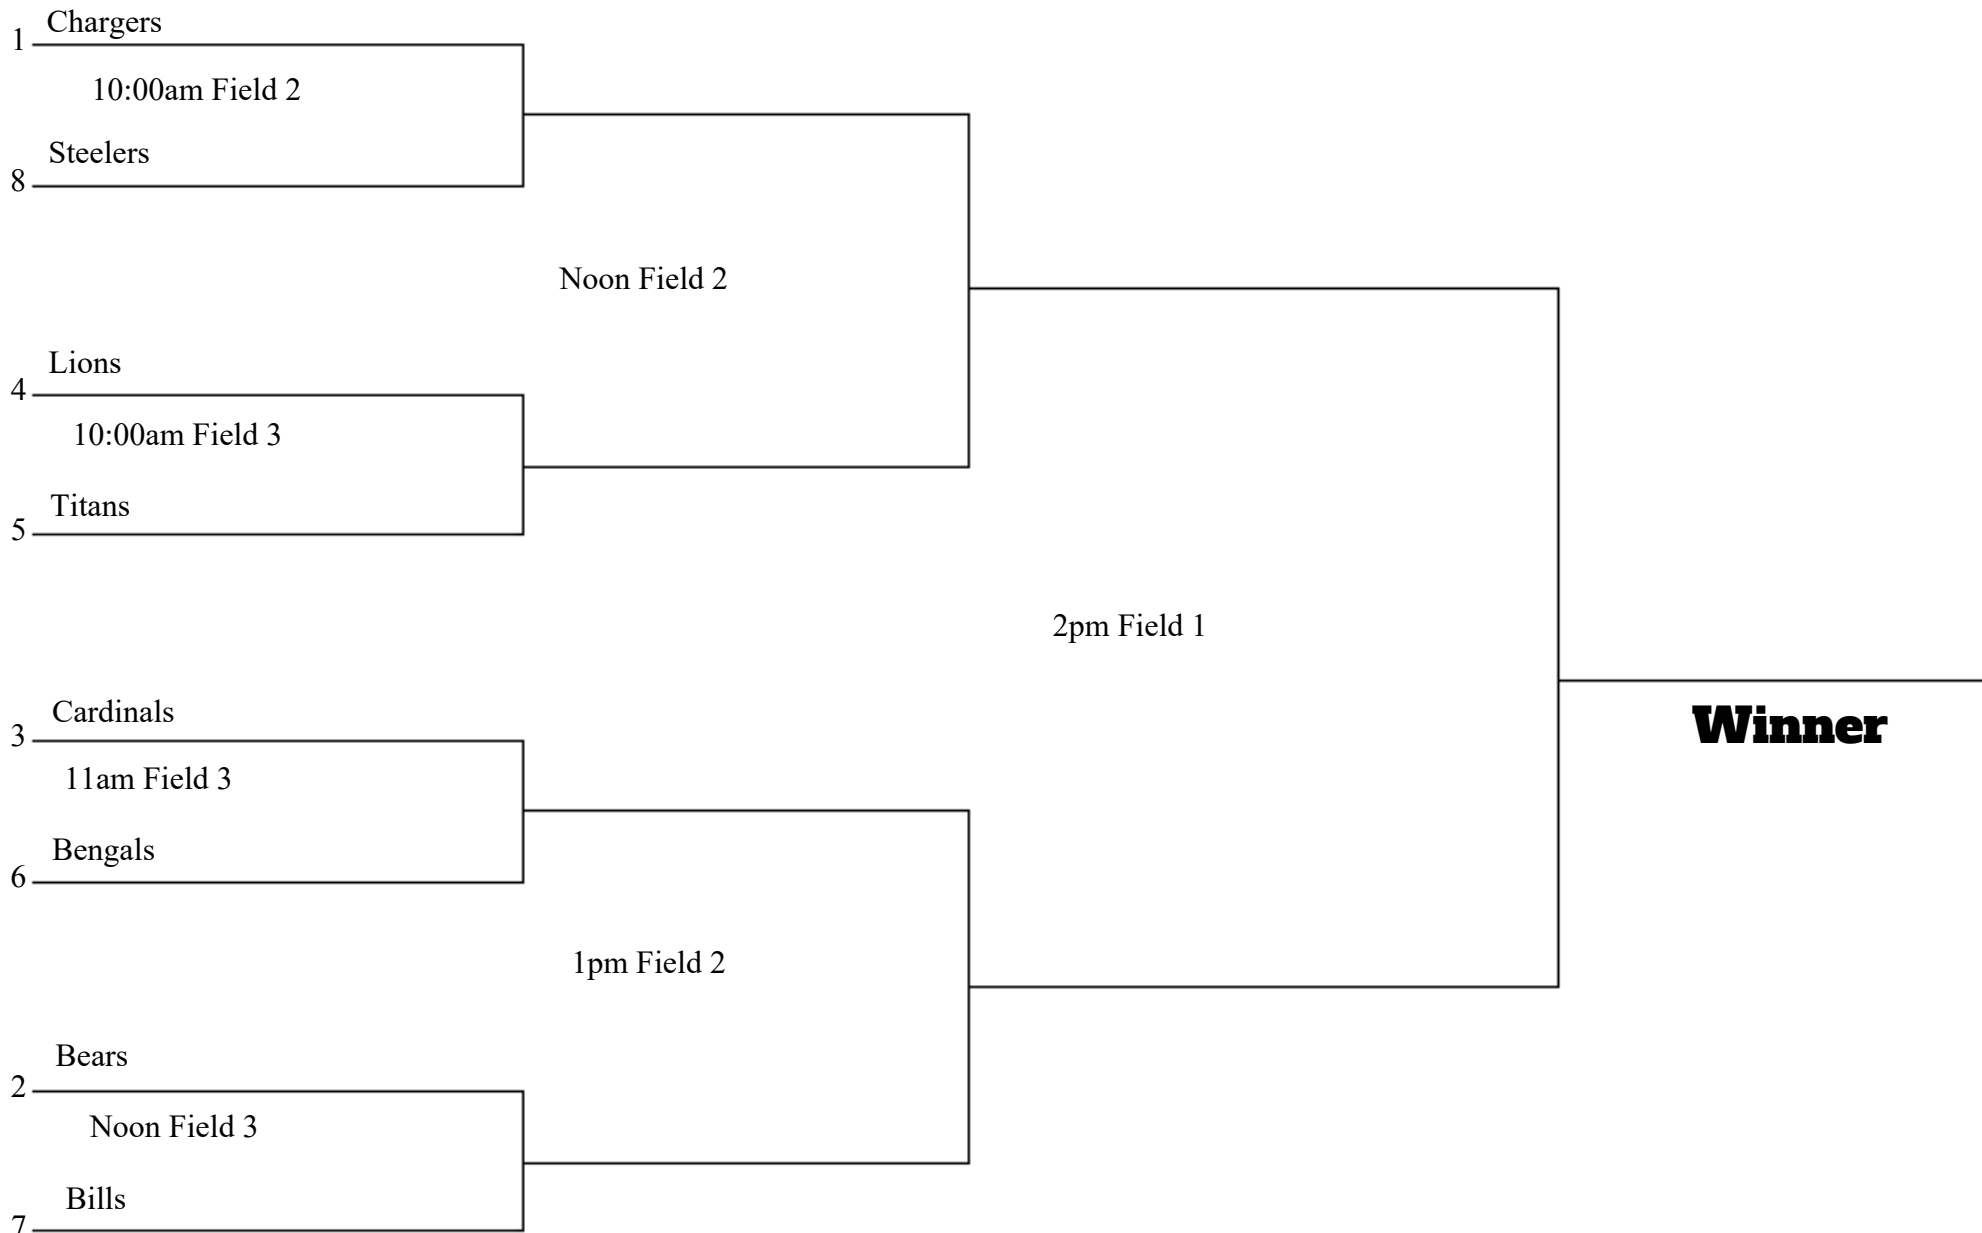 Chargers
1
10:00am Field 2
Steelers
8
Noon Field 2
Lions
4
10:00am Field 3
Titans
5
2pm Field 1
Cardinals
3
Winner
11am Field 3
Bengals
6
1pm Field 2
Bears
2
Noon Field 3
Bills
7